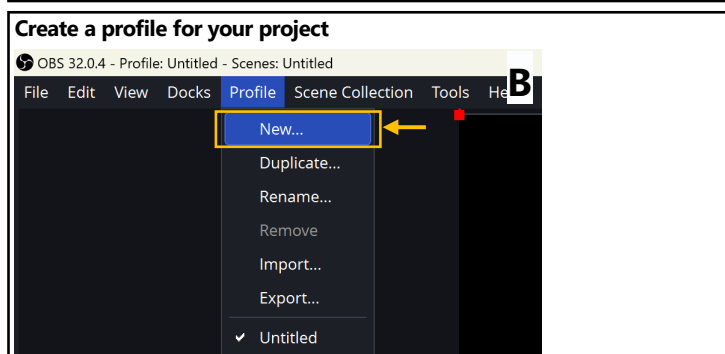 Create a profile for your project
OBS 32.0.4 - Profile: Untitled - Scenes: Untitled
B
File Edit View Docks Profile Scene Collection Tools He
New...
Duplicate...
Rename...
Remove
Import...
Export...
✓ Untitled